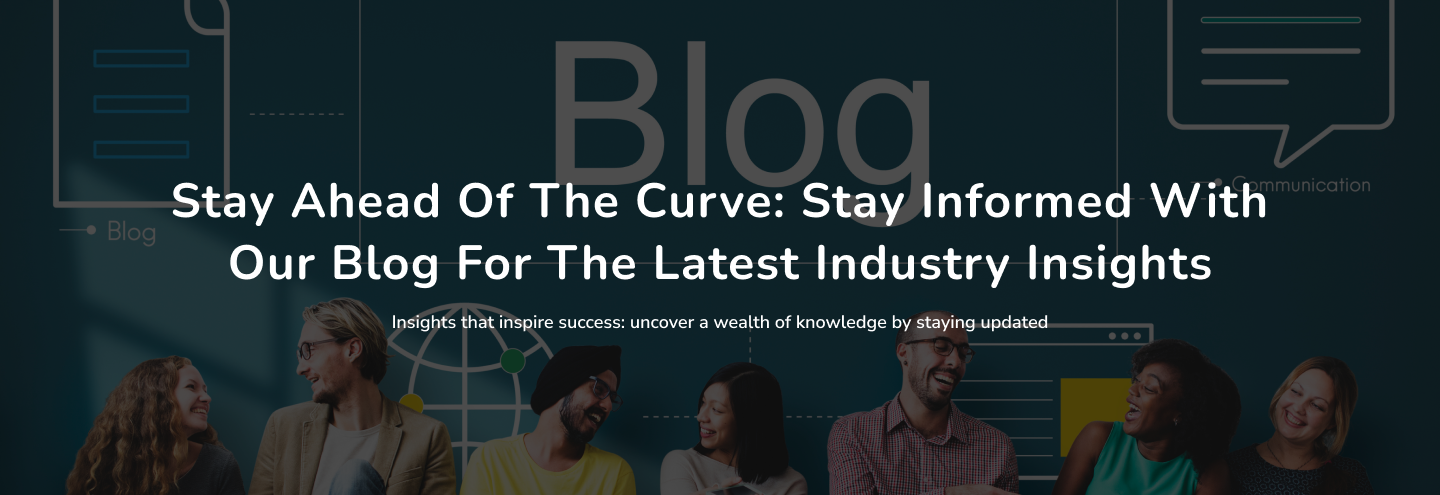 Blog
Communication
Stay Ahead Of The Curve: Stay Informed With
Blog
Our Blog For The Latest Industry Insights
Insights that inspire success: uncover a wealth of knowledge by staying updated